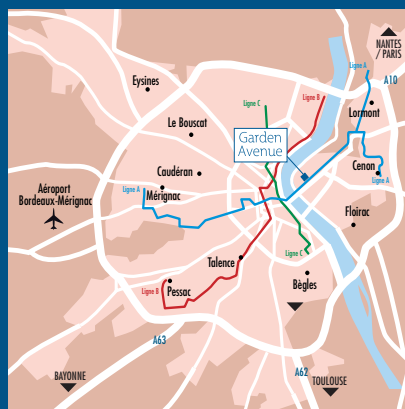 NANTES
/ PARIS
Ligne A
A10
Eysines
Ligne B
Ligne C
Lormont
Le Bouscat
Garden
Avenue
Cenon
Caudéran
Ligne A
Aéroport
Bordeaux-Mérignac
Ligne A
Mérignac
Floirac
Ligne C
Talence
Bègles
Ligne B
Pessac
A63
BAYONNE
A62
TOULOUSE